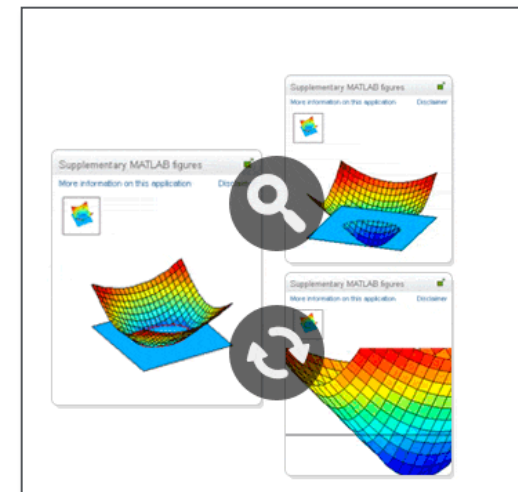 Supplementary MATLAB figures
More information on this application Disclaimer
Supplementary MATLAB figures
More information on this application
Supplementary MATLAB figures
More information on this application Disclaimer